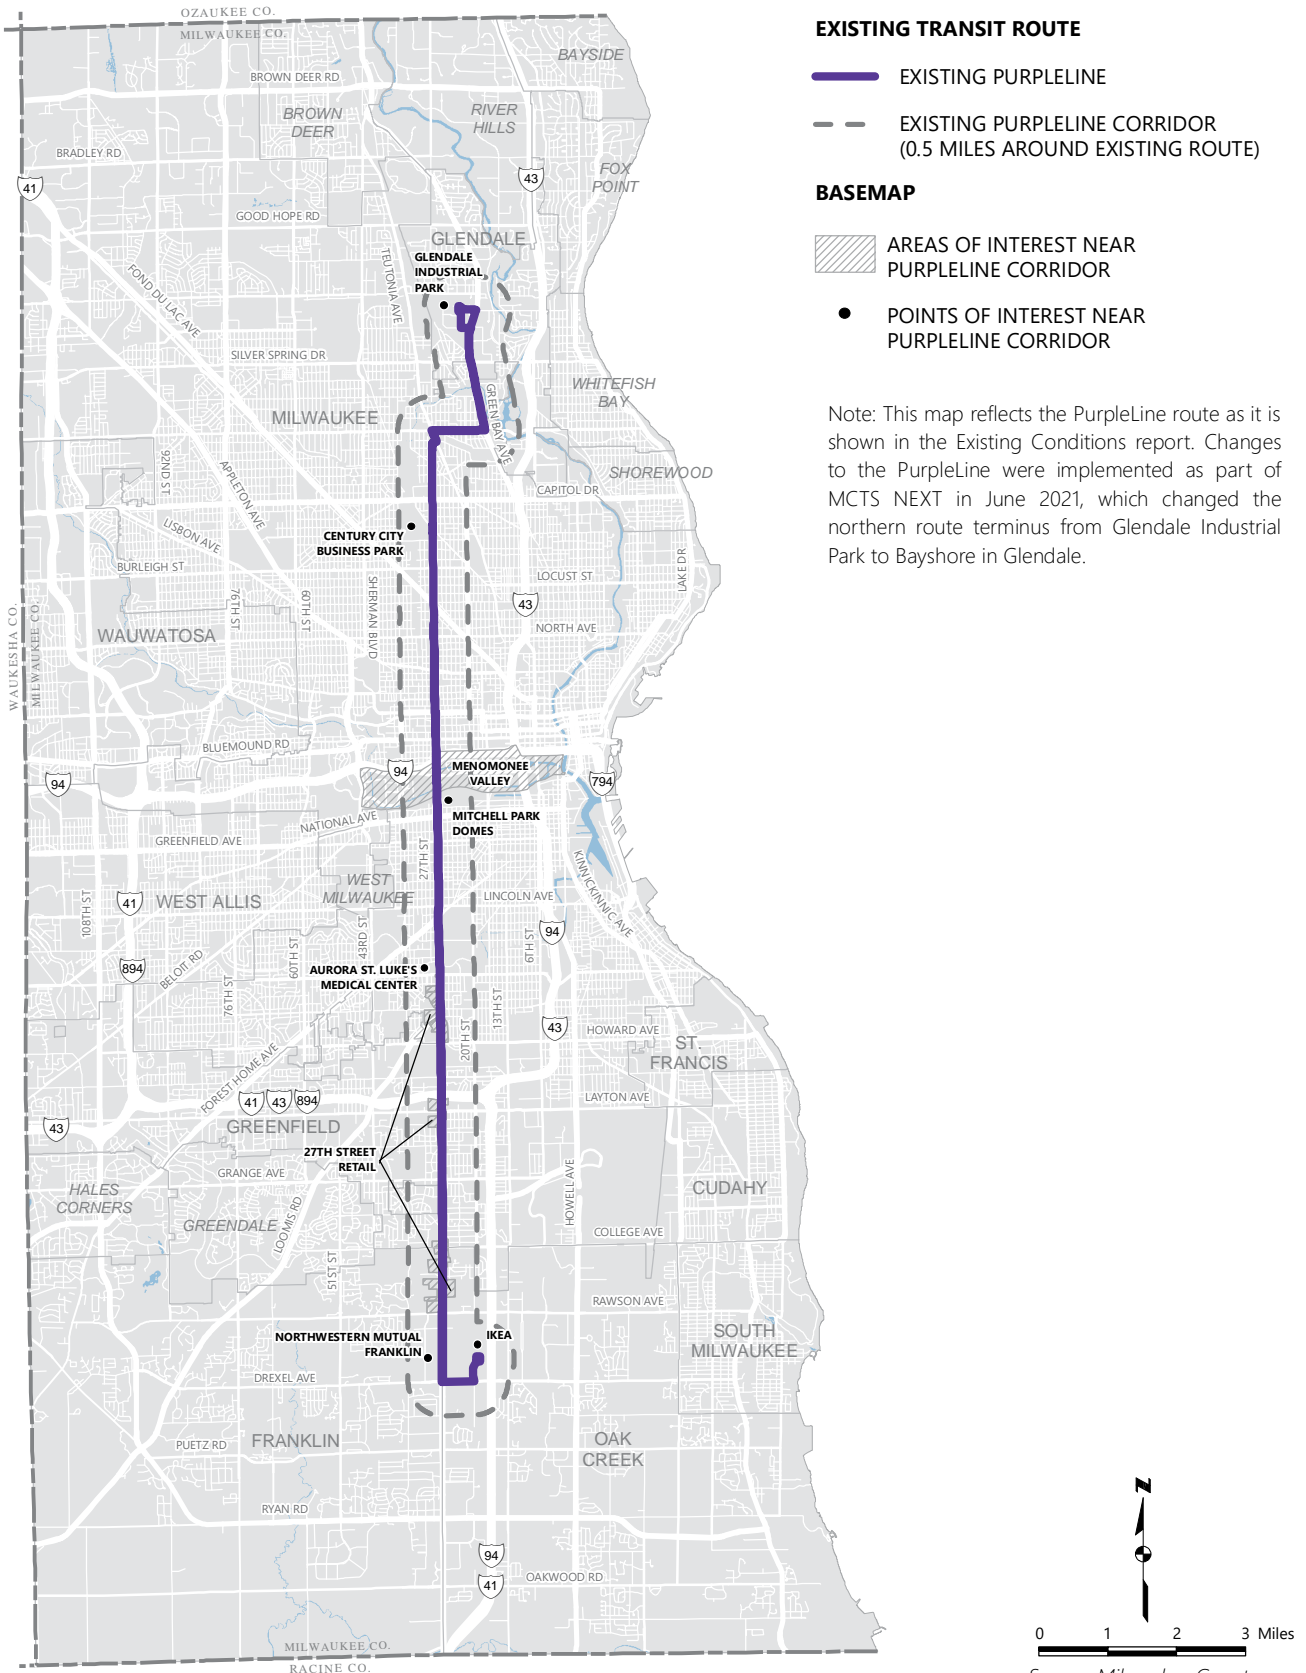 OZAUKEE CO.
MILWAUKEE CO.
BAYSIDE
BROWN DEER RD
BROWN
DEER
RIVER
HILLS
BRADLEY RD
FOX
POINT
41
43
GOOD HOPE RD
GLENDALE
TEUTONIA AVE
GLENDALE
INDUSTRIAL
PARK
FOND DU LAC AVE
SILVER SPRING DR
WHITEFISH
BAY
GREEN BAY AVE
MILWAUKEE
92ND ST
APPLETON AVE
SHOREWOOD
CAPITOL DR
LISBON AVE
CENTURY CITY
BUSINESS PARK
BURLEIGH ST
LOCUST ST
LAKE DR
76TH ST
60TH ST
SHERMAN BLVD
43
NORTH AVE
WAUKESHA CO.
MILWAUKEE CO.
WAUWATOSA
BLUEMOUND RD
94
94
MENOMONEE
VALLEY
794
NATIONAL AVE
MITCHELL PARK
DOMES
GREENFIELD AVE
27TH ST
KINNICKINNIC AVE
WEST
MILWAUKEE
LINCOLN AVE
108TH ST
41
WEST ALLIS
43RD ST
94
6TH ST
60TH ST
BELOIT RD
894
AURORA ST. LUKE'S
MEDICAL CENTER
76TH ST
13TH ST
20TH ST
43
HOWARD AVE
ST.
FRANCIS
FOREST HOME AVE
41
43
894
LAYTON AVE
43
GREENFIELD
27TH STREET
RETAIL
GRANGE AVE
HALES
CORNERS
GREENDALE
LOOMIS RD
HOWELL AVE
CUDAHY
COLLEGE AVE
51ST ST
RAWSON AVE
NORTHWESTERN MUTUAL
FRANKLIN
IKEA
SOUTH
MILWAUKEE
DREXEL AVE
PUETZ RD
FRANKLIN
OAK
CREEK
RYAN RD
94
41
OAKWOOD RD
MILWAUKEE CO.
RACINE CO.
EXISTING TRANSIT ROUTE
EXISTING PURPLELINE
EXISTING PURPLELINE CORRIDOR
(0.5 MILES AROUND EXISTING ROUTE)
BASEMAP
AREAS OF INTEREST NEAR
PURPLELINE CORRIDOR
POINTS OF INTEREST NEAR
PURPLELINE CORRIDOR
Note: This map reflects the PurpleLine route as it is
shown in the Existing Conditions report. Changes
to the PurpleLine were implemented as part of
MCTS NEXT in June 2021, which changed the
northern route terminus from Glendale Industrial
Park to Bayshore in Glendale.
N
0 1 2 3 Miles